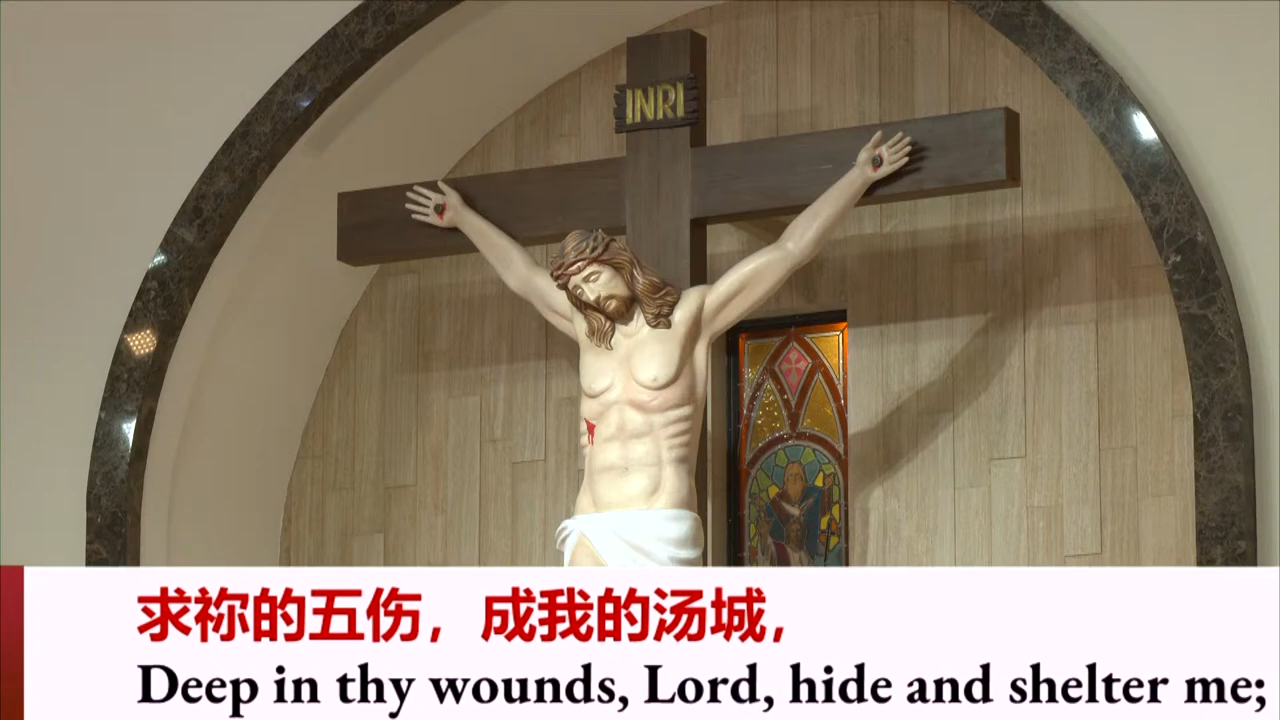 INRI
求祢的五伤，成我的汤城，
Deep in thy wounds, Lord, hide and shelter me;